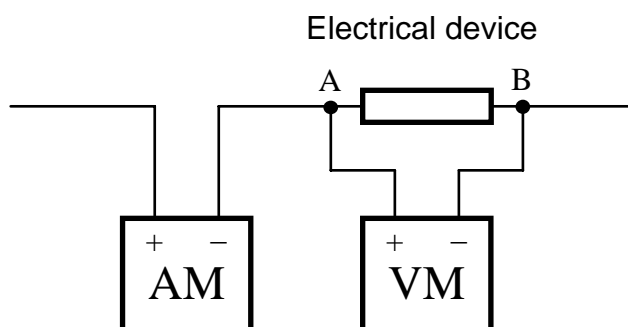 Electrical device
A B
+ − + −
AM VM